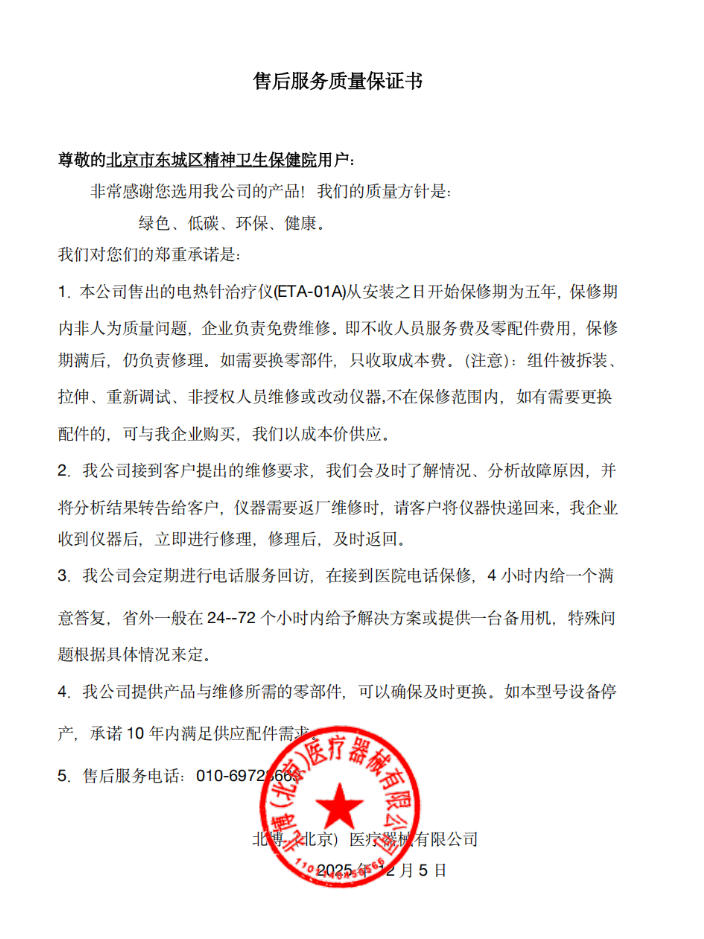 售后服务质量保证书
尊敬的北京市东城区精神卫生保健院用户：
非常感谢您选用我公司的产品！我们的质量方针是：
绿色、低碳、环保、健康。
我们对您们的郑重承诺是：
1．本公司售出的电热针治疗仪(ETA-01A)从安装之日开始保修期为五年，保修期
内非人为质量问题，企业负责免费维修。即不收人员服务费及零配件费用，保修
期满后，仍负责修理。如需要换零部件，只收取成本费。（注意）：组件被拆装、
拉伸、重新调试、非授权人员维修或改动仪器,不在保修范围内，如有需要更换
配件的，可与我企业购买，我们以成本价供应。
2．我公司接到客户提出的维修要求，我们会及时了解情况、分析故障原因，并
将分析结果转告给客户，仪器需要返厂维修时，请客户将仪器快递回来，我企业
收到仪器后，立即进行修理，修理后，及时返回。
3．我公司会定期进行电话服务回访，在接到医院电话保修，4 小时内给一个满
意答复，省外一般在 24--72 个小时内给予解决方案或提供一台备用机，特殊问
题根据具体情况来定。
4．我公司提供产品与维修所需的零部件，可以确保及时更换。如本型号设备停
产，承诺 10 年内满足供应配件需求。
5．售后服务电话：
北博（北京）医疗器械有限公司
北博（北京）医疗器械有限公司
2025 年 12 月 5 日